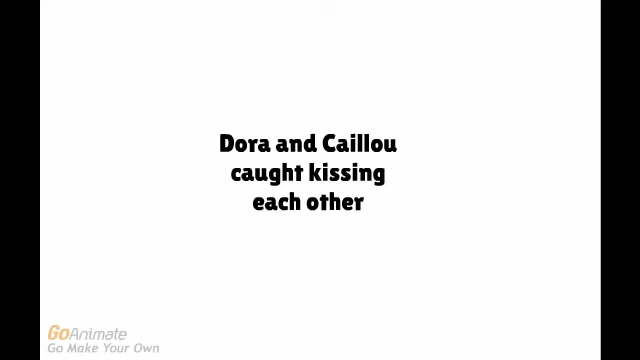 Dora and Caillou
caught kissing
each other
GoAnimate
Go Make Your Own